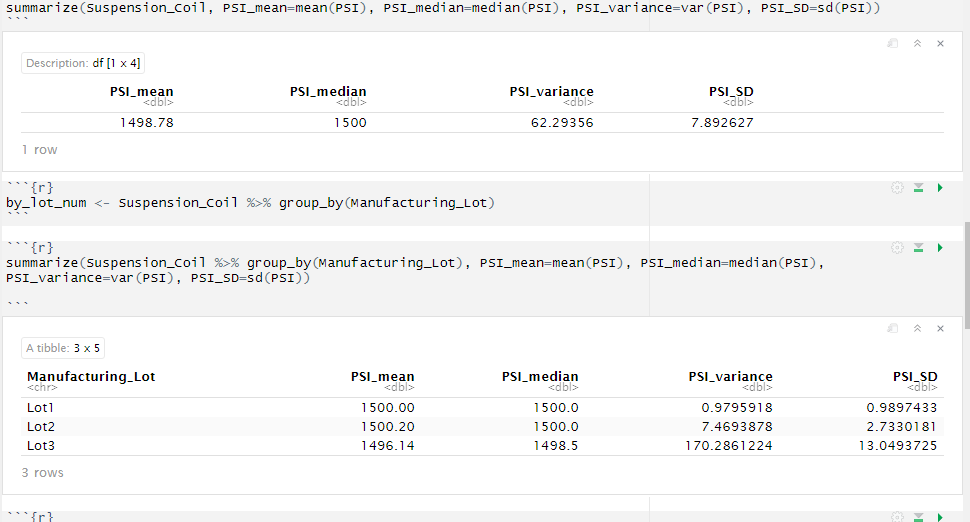 summarize(Suspension_Coil, PSI_mean=mean(PSI), PSI_median=median(PSI), PSI_variance=var(PSI), PSI_SD=sd(PSI))
```
Description: df [1 x 4]
PSI_mean PSI_median PSI_variance PSI_SD
<dbl> <dbl> <dbl> <dbl>
1498.78 1500 62.29356 7.892627
1 row
```{r}
by_lot_num <- Suspension_Coil %>% group_by(Manufacturing_Lot)
```
```{r}
summarize(Suspension_Coil %>% group_by(Manufacturing_Lot), PSI_mean=mean(PSI), PSI_median=median(PSI),
PSI_variance=var(PSI), PSI_SD=sd(PSI))
```
A tibble: 3 x 5
Manufacturing_Lot PSI_mean PSI_median PSI_variance PSI_SD
<chr> <dbl> <dbl> <dbl> <dbl>
Lot1 1500.00 1500.0 0.9795918 0.9897433
Lot2 1500.20 1500.0 7.4693878 2.7330181
Lot3 1496.14 1498.5 170.2861224 13.0493725
3 rows
```{r}